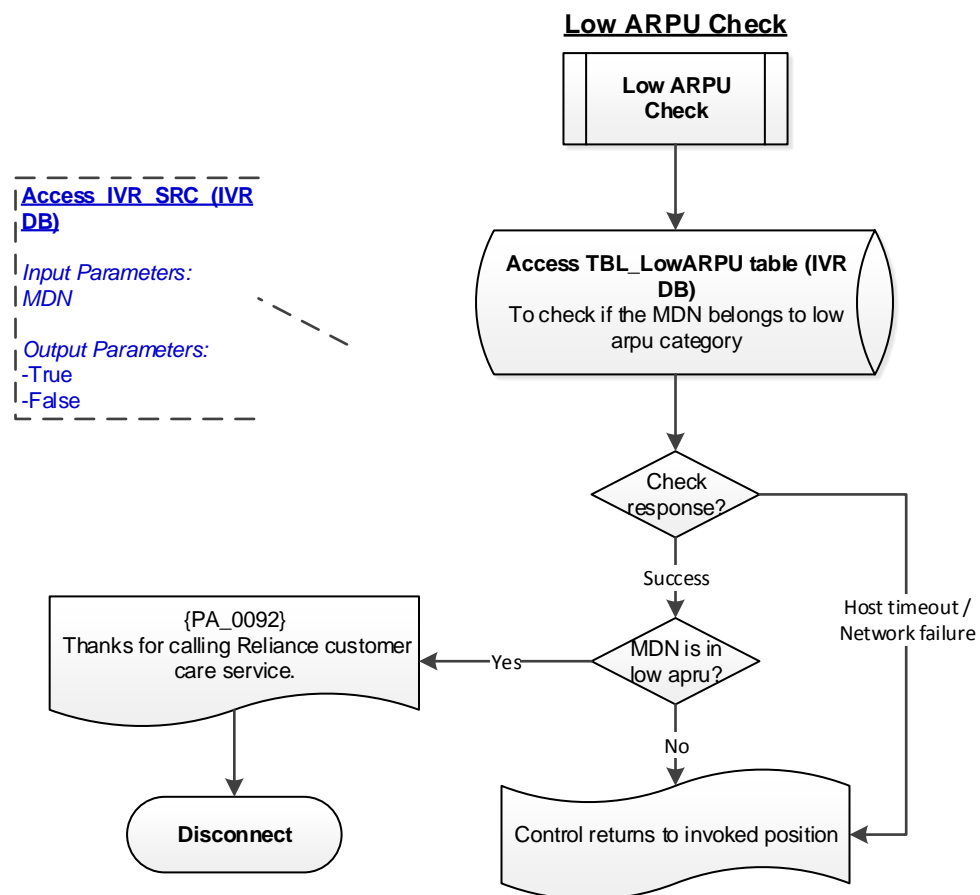 Low ARPU Check
Low ARPU
Check
Access IVR_SRC (IVR
DB)
Input Parameters:
MDN
Output Parameters:
-True
-False
Access TBL_LowARPU table (IVR
DB)
To check if the MDN belongs to low
arpu category
Check
response?
Success
Host timeout /
Network failure
{PA_0092}
Thanks for calling Reliance customer
care service.
Yes
MDN is in
low apru?
No
Disconnect
Control returns to invoked position